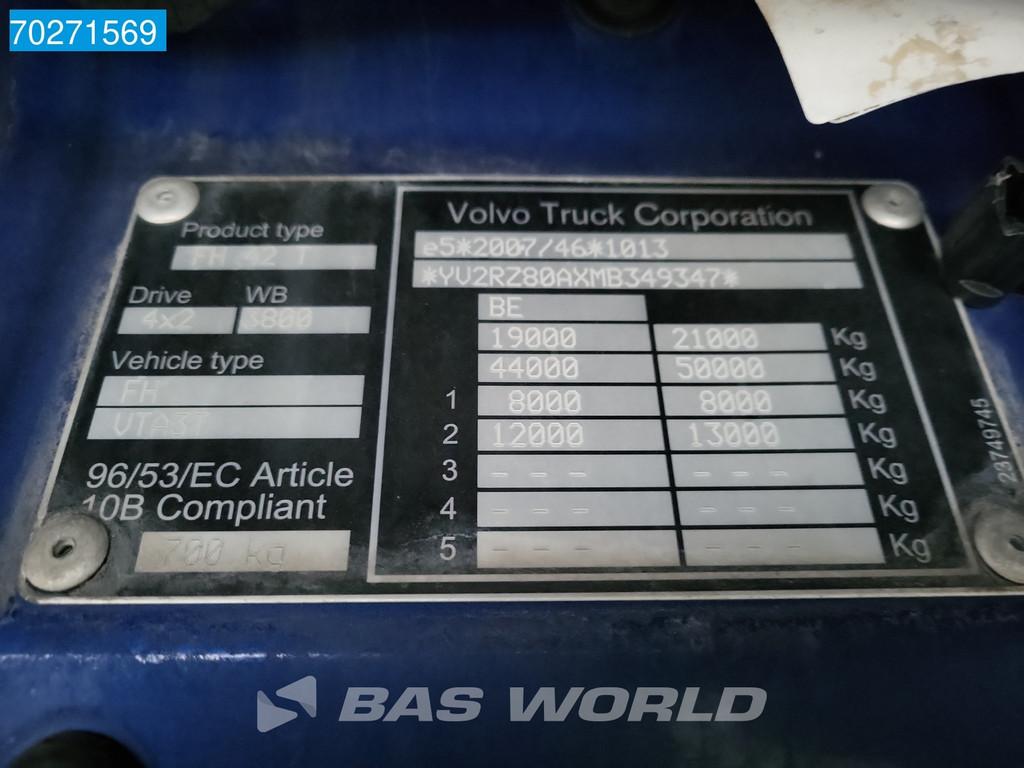 70271569
Product type
FH 42 T
Drive WB
4x2 3800
Vehicle type
FH
VTA3T
96/53/EC Article
10B Compliant
700 kg
Volvo Truck Corporation
e5*2007/46*1013
*YV2RZ80AXMB349347*
BE
19000 21000 Kg
44000 50000 Kg
1 8000 8000 Kg
2 12000 13000 Kg
3 - - - - - - Kg
4 - - - - - - Kg
5 - - - - - - Kg
23749745
BAS WORLD